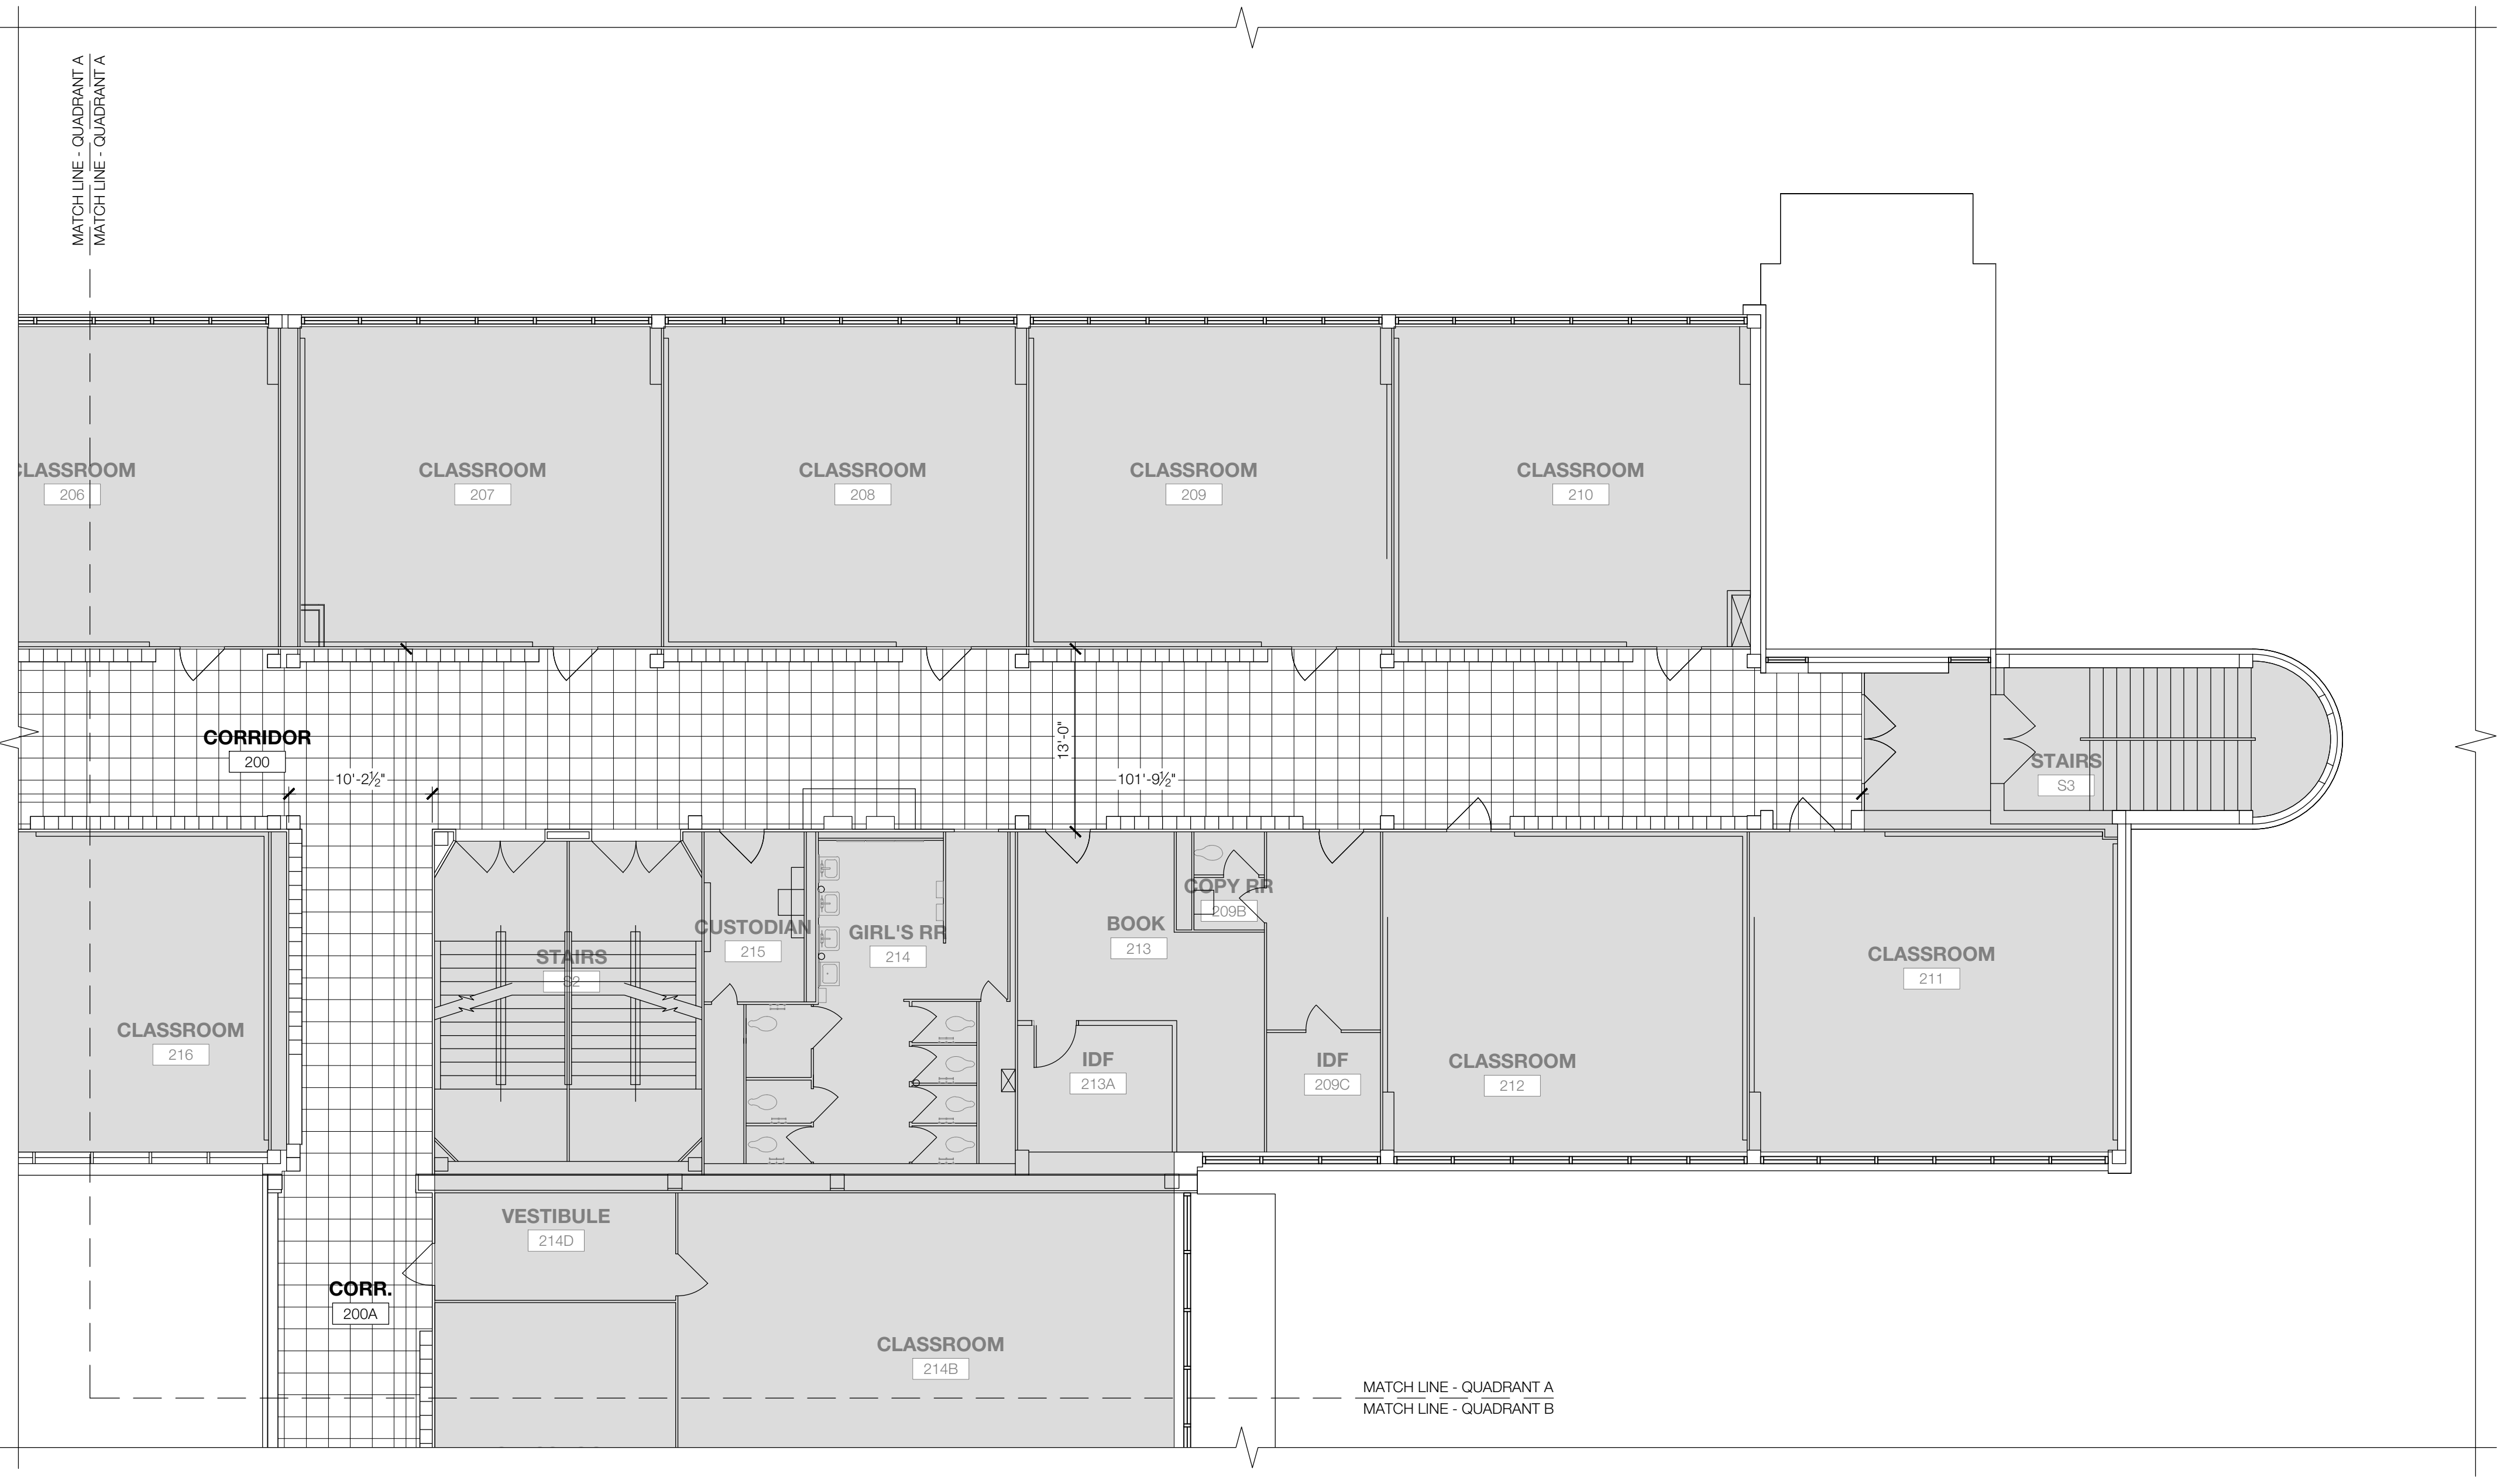 MATCH LINE - QUADRANT A
MATCH LINE - QUADRANT A
CLASSROOM
206
CLASSROOM
207
CLASSROOM
208
CLASSROOM
209
CLASSROOM
210
CORRIDOR
200
10'-2½"
13'-0"
101'-9½"
STAIRS
S3
COPY RR
209B
CUSTODIAN
215
GIRL'S RR
214
BOOK
213
STAIRS
S2
CLASSROOM
211
CLASSROOM
216
IDF
213A
IDF
209C
CLASSROOM
212
VESTIBULE
214D
CORR.
200A
CLASSROOM
214B
MATCH LINE - QUADRANT A
MATCH LINE - QUADRANT B